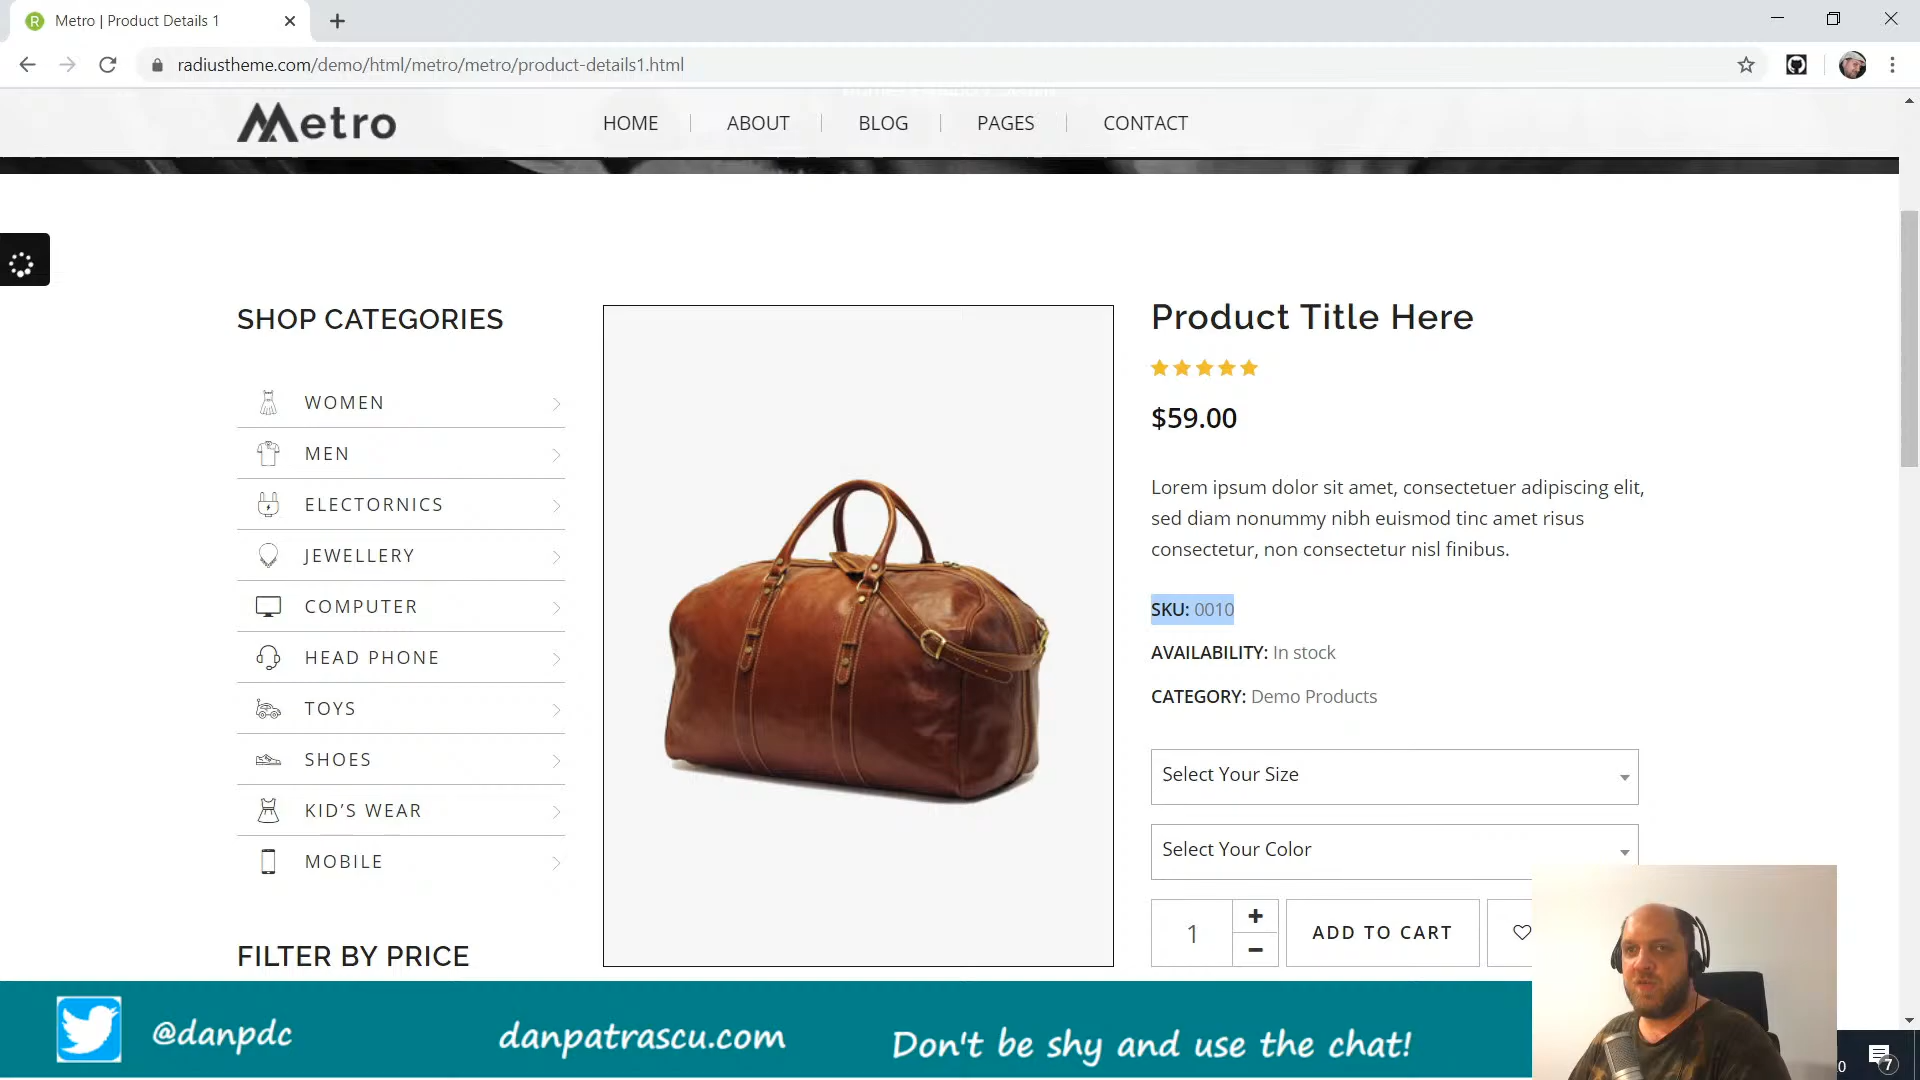 Metro | Product Details 1
radiustheme.com/demo/html/metro/metro/product-details1.html
Metro
HOME
ABOUT
BLOG
PAGES
CONTACT
SHOP CATEGORIES
WOMEN
MEN
ELECTORNICS
JEWELLERY
COMPUTER
HEAD PHONE
TOYS
SHOES
KID’S WEAR
MOBILE
FILTER BY PRICE
Product Title Here
$59.00
Lorem ipsum dolor sit amet, consectetuer adipiscing elit,
sed diam nonummy nibh euismod tinc amet risus
consectetur, non consectetur nisl finibus.
SKU: 0010
AVAILABILITY: In stock
CATEGORY: Demo Products
Select Your Size
Select Your Color
1
ADD TO CART
@danpdc
danpatrascu.com
Don't be shy and use the chat!
7